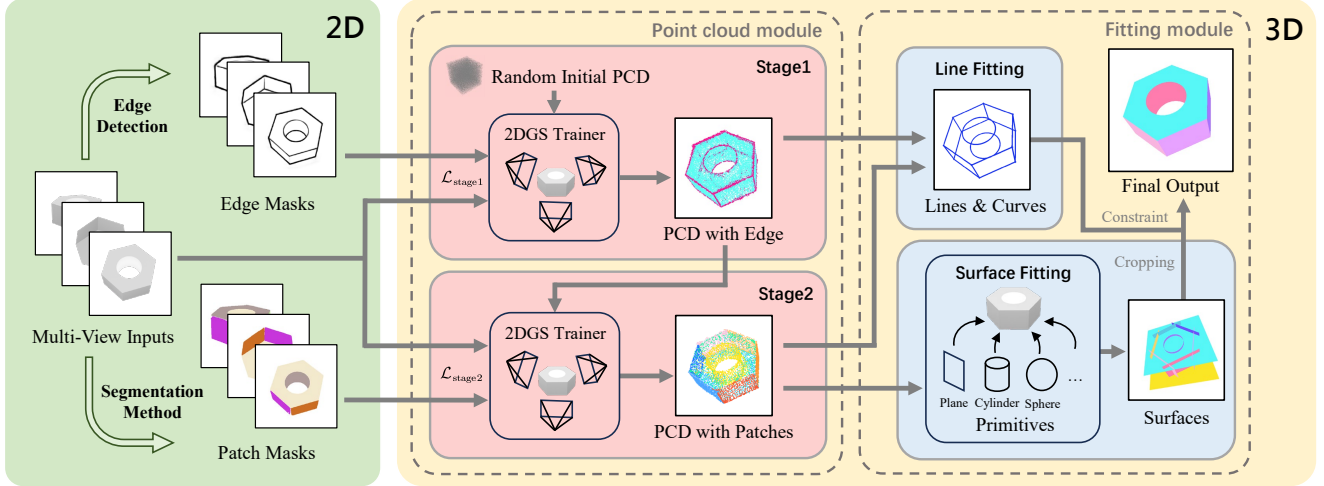 2D
Edge
Detection
Edge Masks
Multi-View Inputs
Segmentation
Method
Patch Masks
3D
Point cloud module
Stage1
Random Initial PCD
2DGS Trainer
ℒstage1
PCD with Edge
Stage2
2DGS Trainer
ℒstage2
PCD with Patches
Fitting module
Line Fitting
Lines & Curves
Final Output
Constraint
Cropping
Surface Fitting
Plane
Cylinder
Sphere
...
Primitives
Surfaces